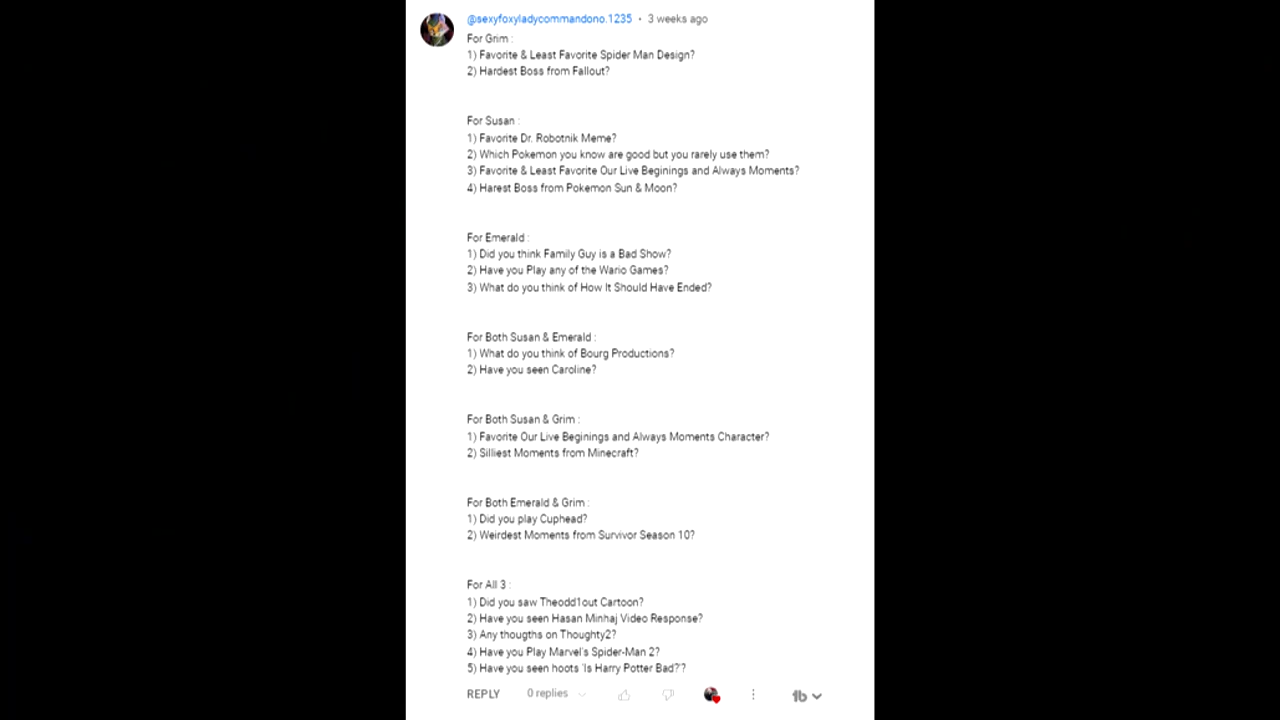 @sexyfoxyladycommandono.1235 • 3 weeks ago
For Grim :
1) Favorite & Least Favorite Spider Man Design?
2) Hardest Boss from Fallout?
For Susan :
1) Favorite Dr. Robotnik Meme?
2) Which Pokemon you know are good but you rarely use them?
3) Favorite & Least Favorite Our Live Beginings and Always Moments?
4) Harest Boss from Pokemon Sun & Moon?
For Emerald :
1) Did you think Family Guy is a Bad Show?
2) Have you Play any of the Wario Games?
3) What do you think of How It Should Have Ended?
For Both Susan & Emerald :
1) What do you think of Bourg Productions?
2) Have you seen Caroline?
For Both Susan & Grim :
1) Favorite Our Live Beginings and Always Moments Character?
2) Silliest Moments from Minecraft?
For Both Emerald & Grim :
1) Did you play Cuphead?
2) Weirdest Moments from Survivor Season 10?
For All 3 :
1) Did you saw Theodd1out Cartoon?
2) Have you seen Hasan Minhaj Video Response?
3) Any thougths on Thoughty2?
4) Have you Play Marvel's Spider-Man 2?
5) Have you seen hoots 'Is Harry Potter Bad?'?
REPLY 0 replies